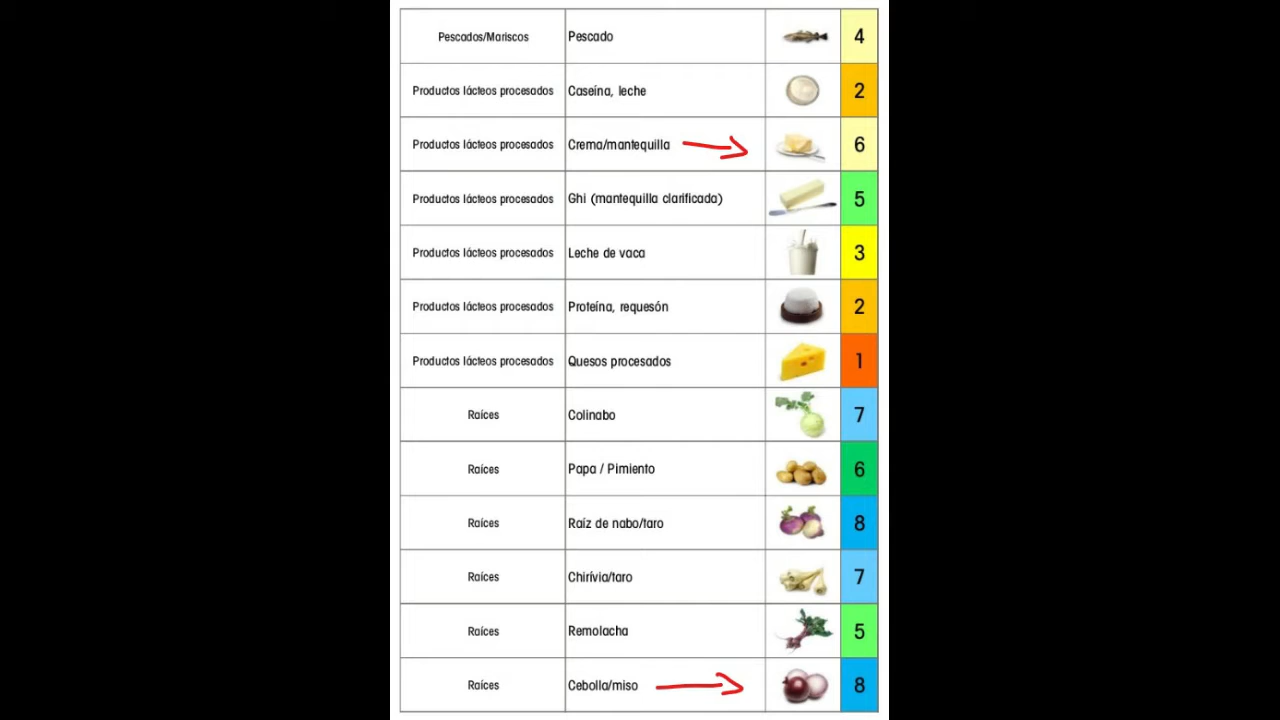 Pescados/Mariscos Pescado 4
Productos lácteos procesados Caseína, leche 2
Productos lácteos procesados Crema/mantequilla 6
Productos lácteos procesados Ghi (mantequilla clarificada) 5
Productos lácteos procesados Leche de vaca 3
Productos lácteos procesados Proteína, requesón 2
Productos lácteos procesados Quesos procesados 1
Raíces Colinabo 7
Raíces Papa / Pimiento 6
Raíces Raíz de nabo/taro 8
Raíces Chirívia/taro 7
Raíces Remolacha 5
Raíces Cebolla/miso 8